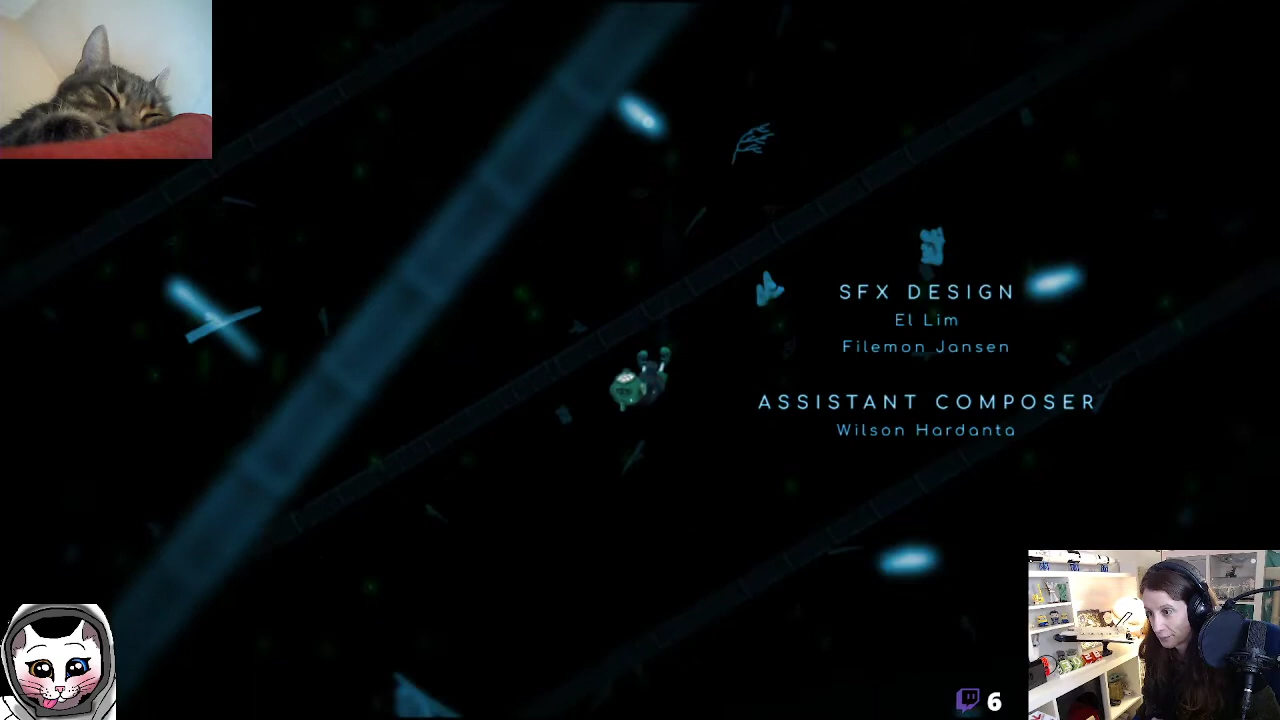 SFX DESIGN
El Lim
Filemon Jansen
ASSISTANT COMPOSER
Wilson Hardanta
6